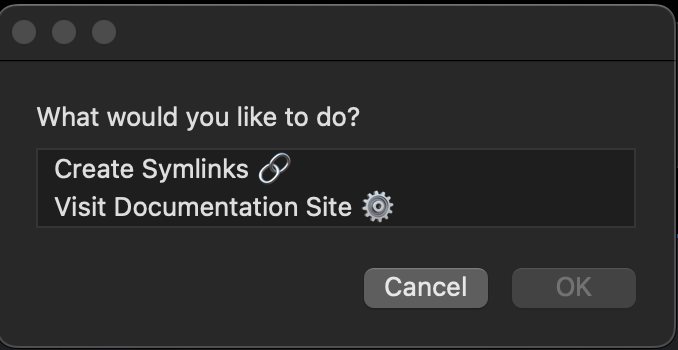 What would you like to do?
Create Symlinks 🔗
Visit Documentation Site ⚙️
Cancel
OK